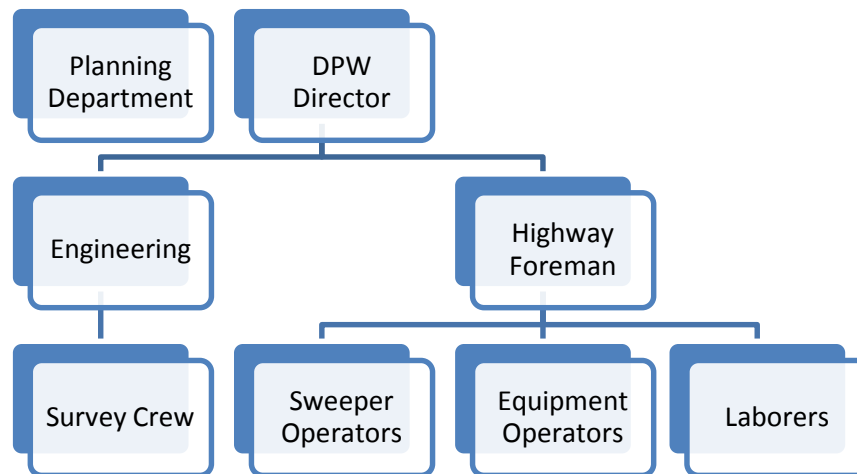 Planning
Department
DPW
Director
Engineering
Highway
Foreman
Survey Crew
Sweeper
Operators
Equipment
Operators
Laborers